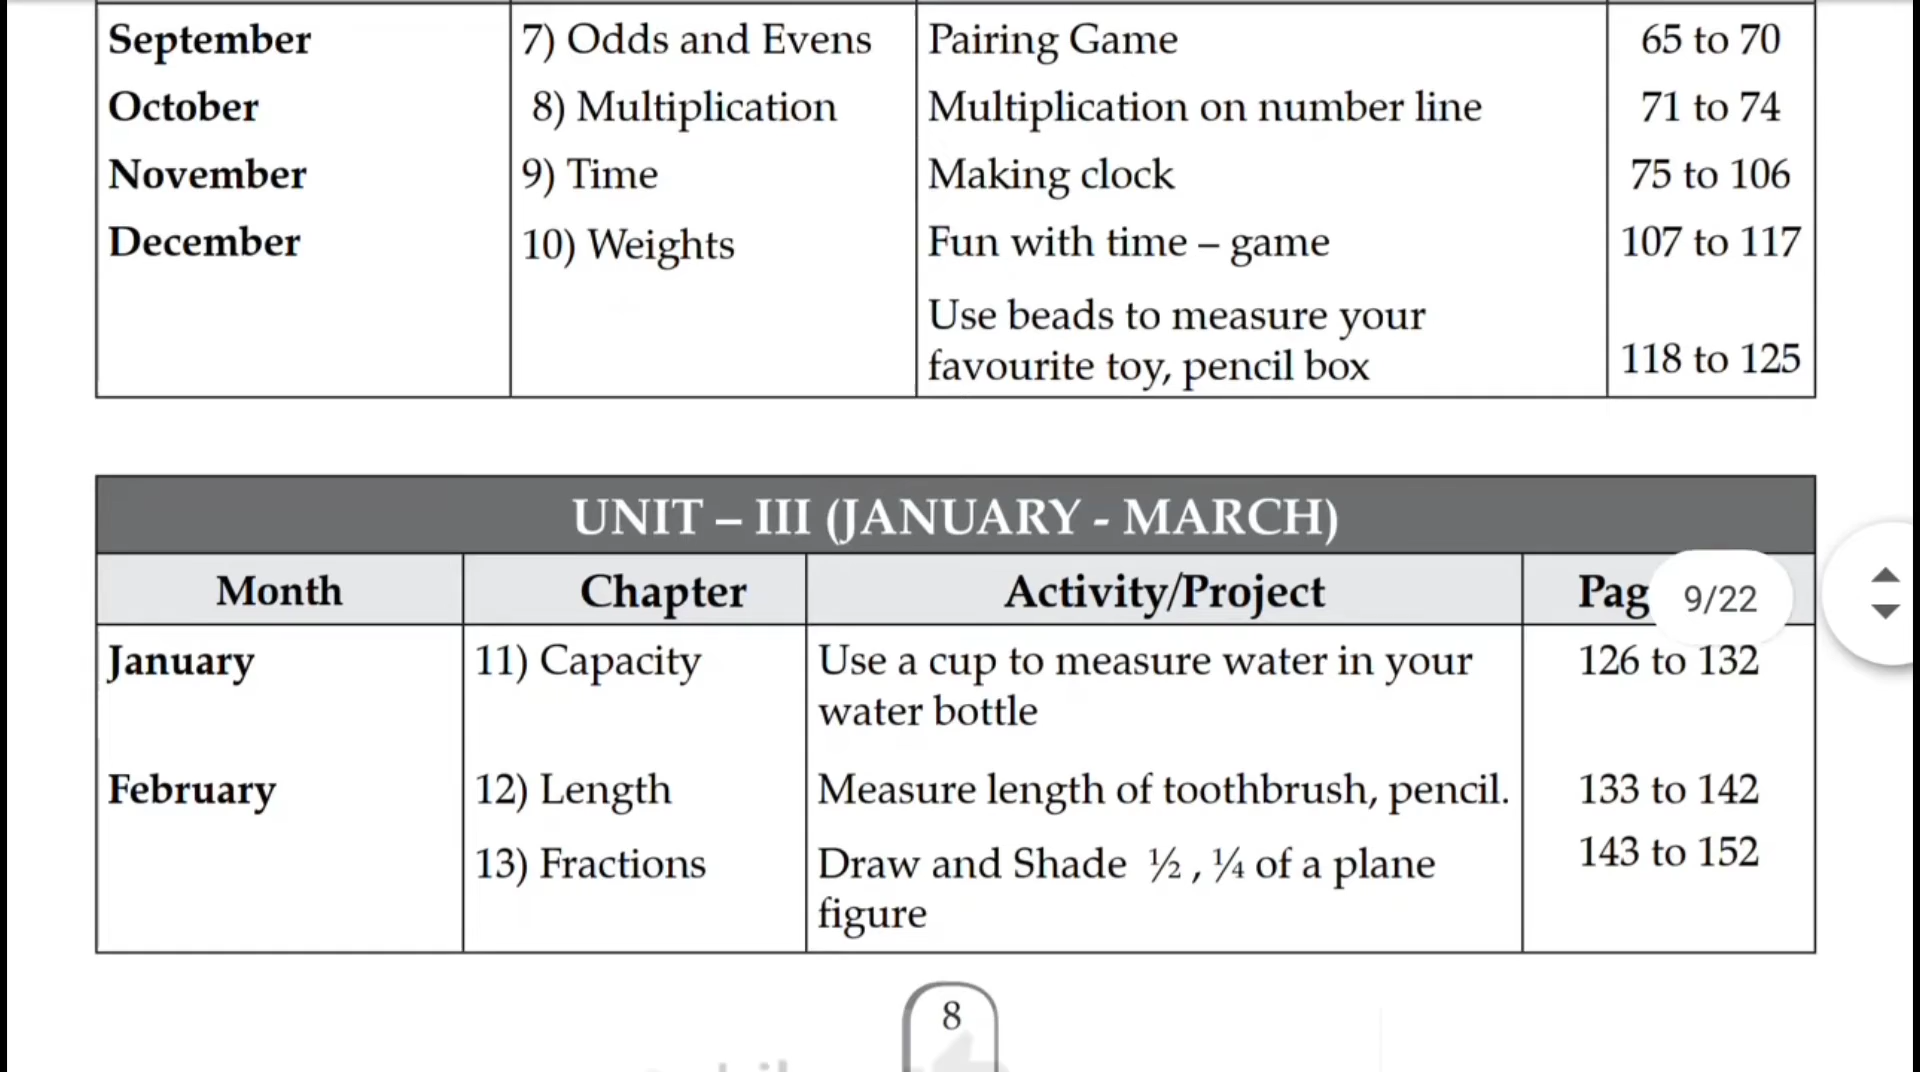 September 7) Odds and Evens Pairing Game 65 to 70
October 8) Multiplication Multiplication on number line 71 to 74
November 9) Time Making clock 75 to 106
December 10) Weights Fun with time – game 107 to 117
Use beads to measure your
favourite toy, pencil box 118 to 125
UNIT – III (JANUARY - MARCH)
Month Chapter Activity/Project
9/22
January 11) Capacity Use a cup to measure water in your 126 to 132
water bottle
February 12) Length Measure length of toothbrush, pencil. 133 to 142
13) Fractions Draw and Shade ½ , ¼ of a plane 143 to 152
figure
8